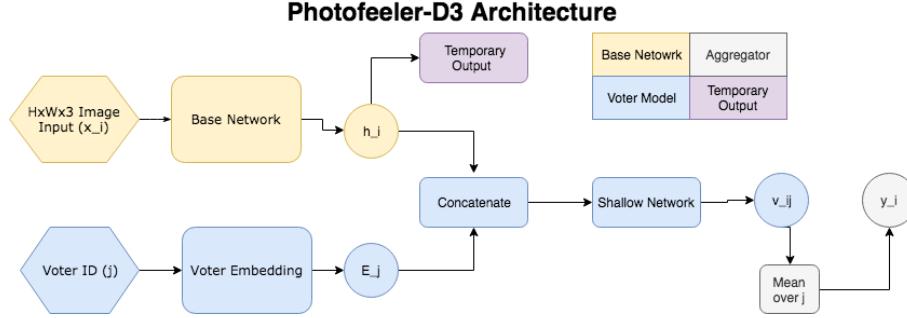 Photofeeler-D3 Architecture
HxWx3 Image
Input (x_i)
Base Network
h_i
Temporary
Output
Base Netowrk
Aggregator
Voter Model
Temporary
Output
Concatenate
Shallow Network
v_ij
y_i
Voter ID (j)
Voter Embedding
E_j
Mean
over j